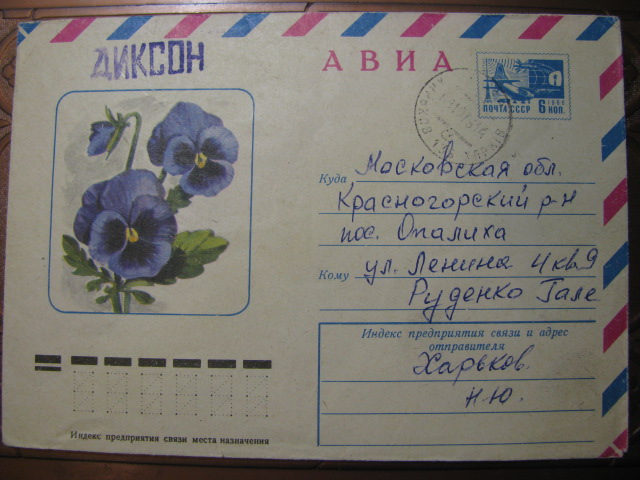 ДИКСОН
АВИА
ПОЧТА СССР 1966
6 КОП.
Куда Московская обл.
Красногорский р-н
пос. Опалиха
Кому ул. Ленина 4 кв 9
Руденко Гале
Индекс предприятия связи и адрес
отправителя
Харьков
Н.Ю.
Индекс предприятия связи места назначения